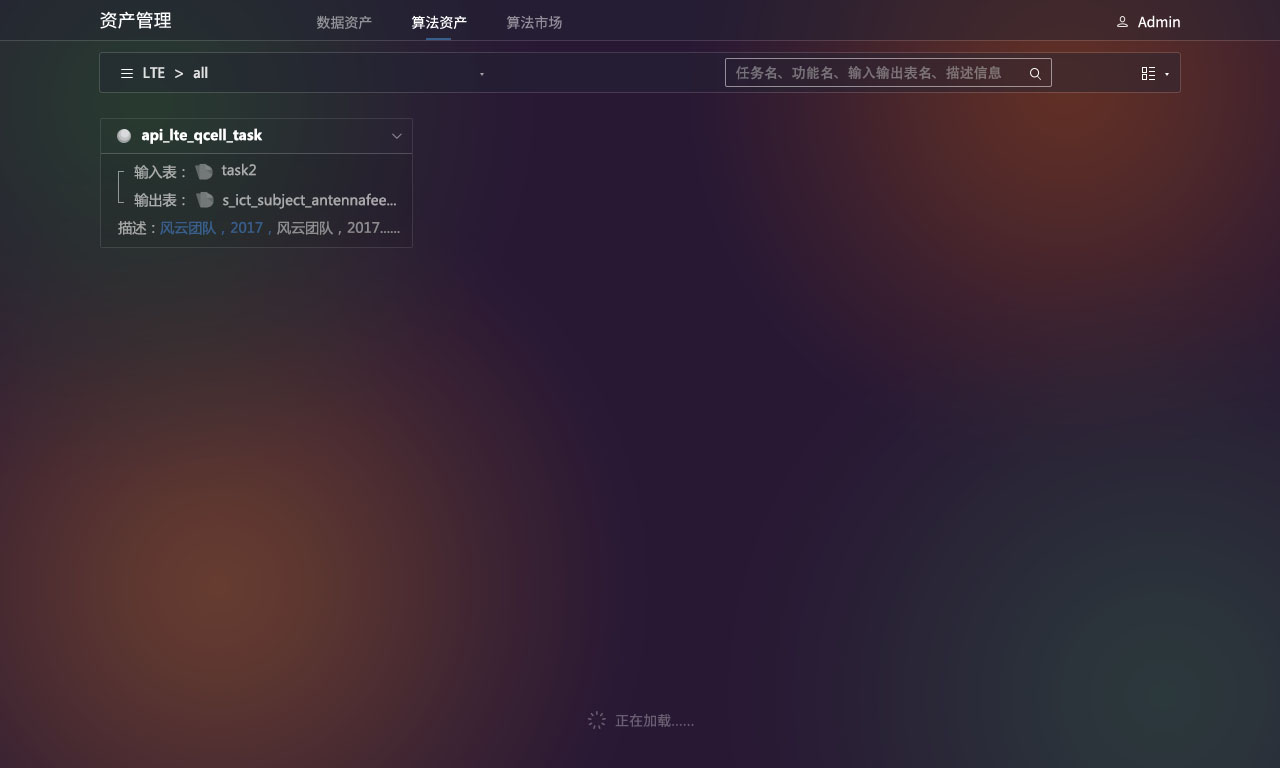 资产管理
数据资产
算法资产
算法市场
Admin
LTE > all
任务名、功能名、输入输出表名、描述信息
api_lte_qcell_task
输入表： task2
输出表： s_ict_subject_antennafee...
描述：风云团队，2017，风云团队，2017......
正在加载......